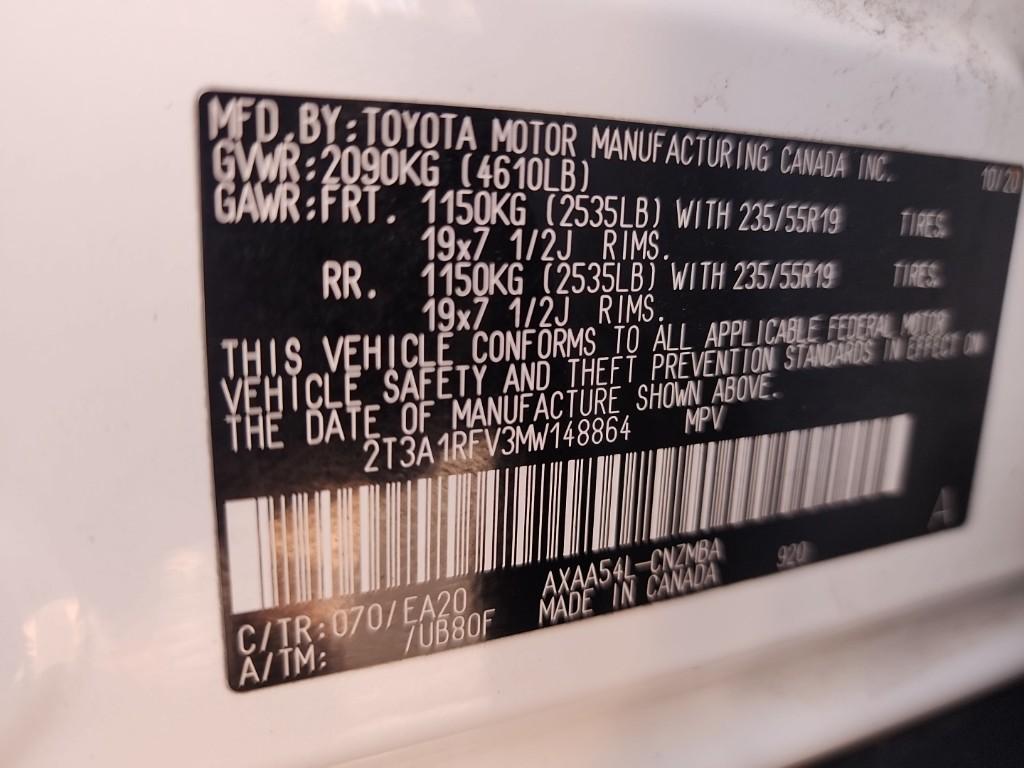 MFD.BY:TOYOTA MOTOR MANUFACTURING CANADA INC. 10/20
GVWR:2090KG (4610LB)
GAWR:FRT. 1150KG (2535LB) WITH 235/55R19 TIRES
19x7 1/2J RIMS.
RR. 1150KG (2535LB) WITH 235/55R19 TIRES
19x7 1/2J RIMS.
THIS VEHICLE CONFORMS TO ALL APPLICABLE FEDERAL MOTOR
VEHICLE SAFETY AND THEFT PREVENTION STANDARDS IN EFFECT ON
THE DATE OF MANUFACTURE SHOWN ABOVE.
2T3A1RFV3MW148864 MPV
A
AXAA54L-CNZMBA 920
C/TR:070/EA20 MADE IN CANADA
A/TM: /UB80F